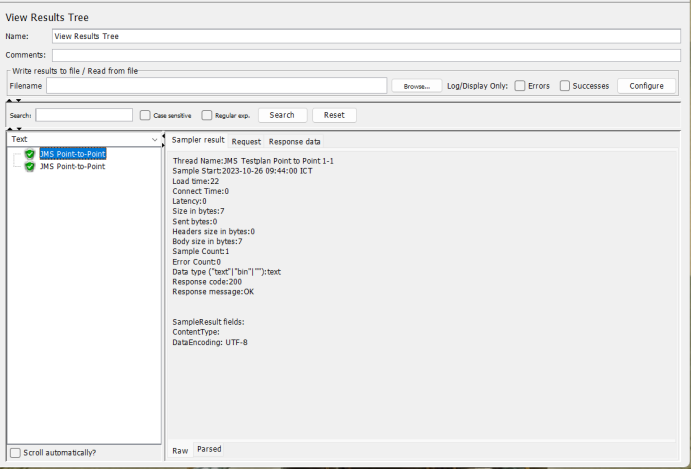 View Results Tree
Name: View Results Tree
Comments:
Write results to file / Read from file
Filename Browse... Log/Display Only: Errors Successes Configure
Search: Case sensitive Regular exp. Search Reset
Text
JMS Point-to-Point
JMS Point-to-Point
Sampler result Request Response data
Thread Name:JMS Testplan Point to Point 1-1
Sample Start:2023-10-26 09:44:00 ICT
Load time:22
Connect Time:0
Latency:0
Size in bytes:7
Sent bytes:0
Headers size in bytes:0
Body size in bytes:7
Sample Count:1
Error Count:0
Data type ("text"|"bin"|""):text
Response code:200
Response message:OK
SampleResult fields:
ContentType:
DataEncoding: UTF-8
Scroll automatically?
Raw Parsed